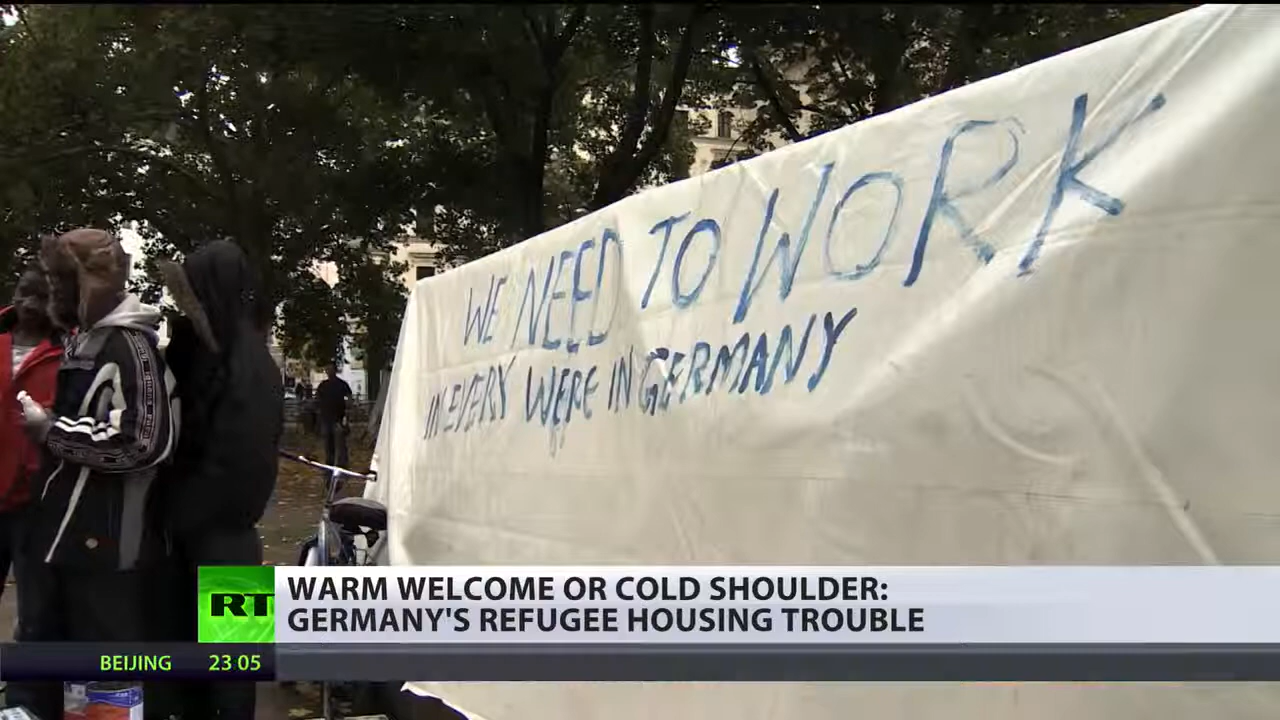 WE NEED TO WORK
IN EVERY WERE IN GERMANY
RT
WARM WELCOME OR COLD SHOULDER:
GERMANY'S REFUGEE HOUSING TROUBLE
BEIJING 23 05